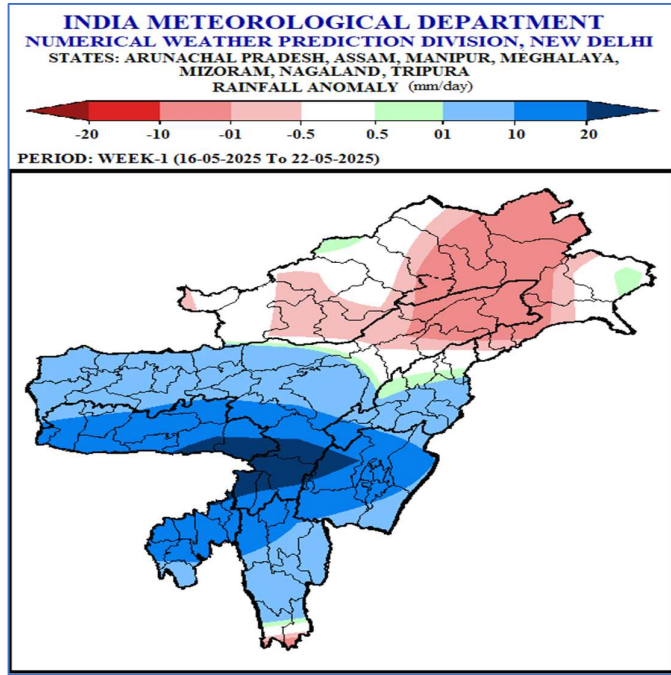 INDIA METEOROLOGICAL DEPARTMENT
NUMERICAL WEATHER PREDICTION DIVISION, NEW DELHI
STATES: ARUNACHAL PRADESH, ASSAM, MANIPUR, MEGHALAYA,
MIZORAM, NAGALAND, TRIPURA
RAINFALL ANOMALY (mm/day)
-20 -10 -01 -0.5 0.5 01 10 20
PERIOD: WEEK-1 (16-05-2025 To 22-05-2025)